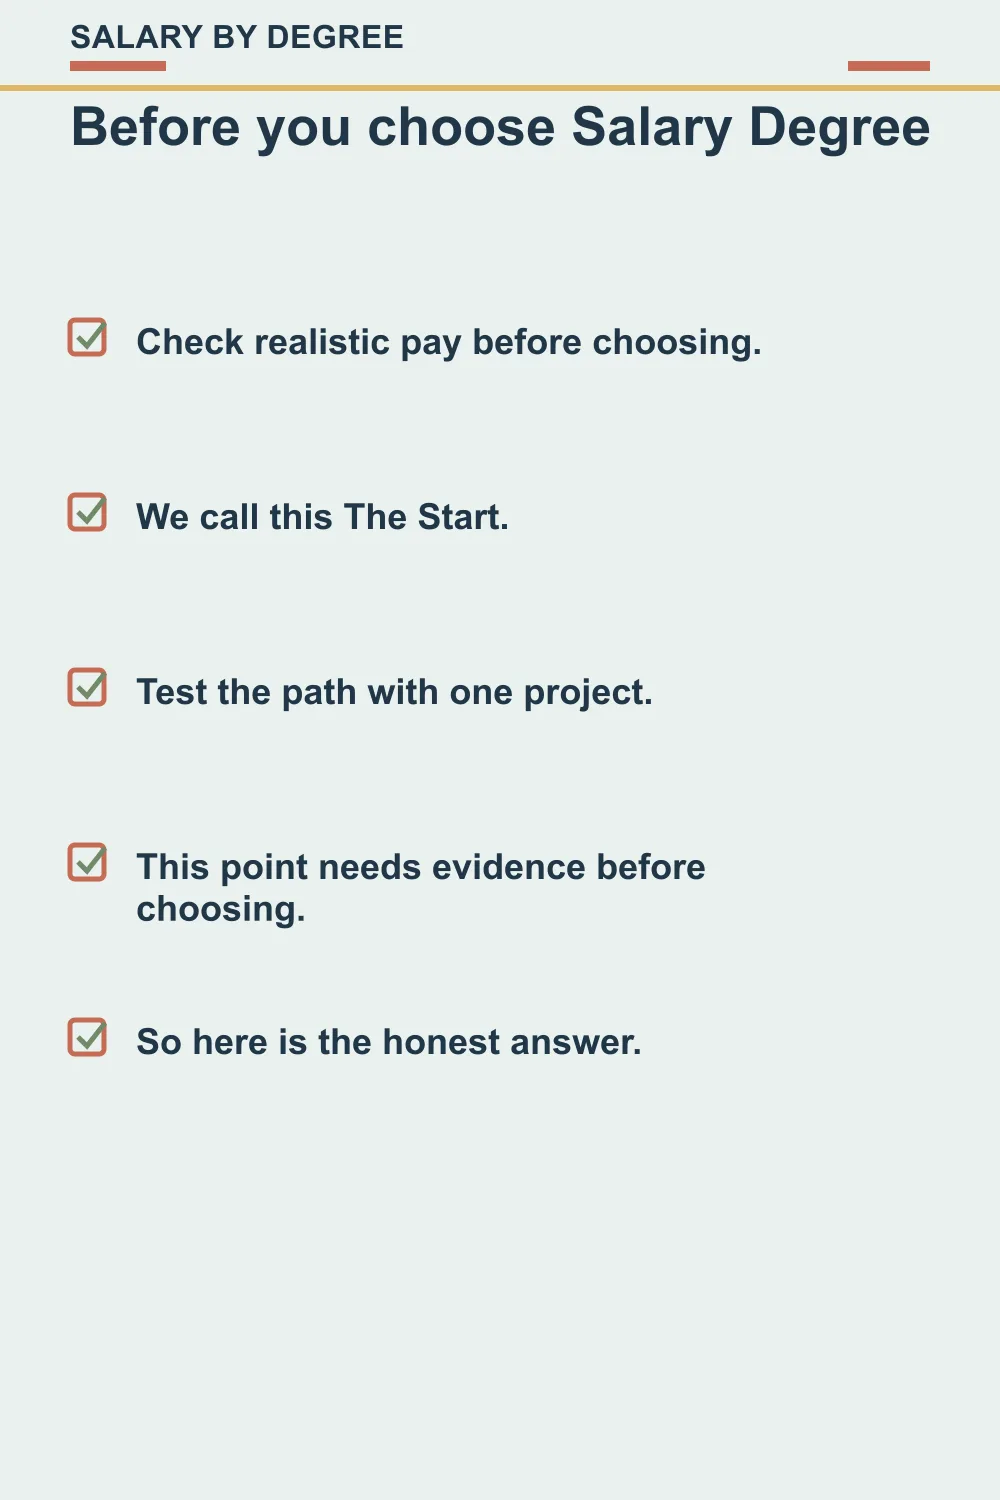 SALARY BY DEGREE
Before you choose Salary Degree
Check realistic pay before choosing.
We call this The Start.
Test the path with one project.
This point needs evidence before
choosing.
So here is the honest answer.